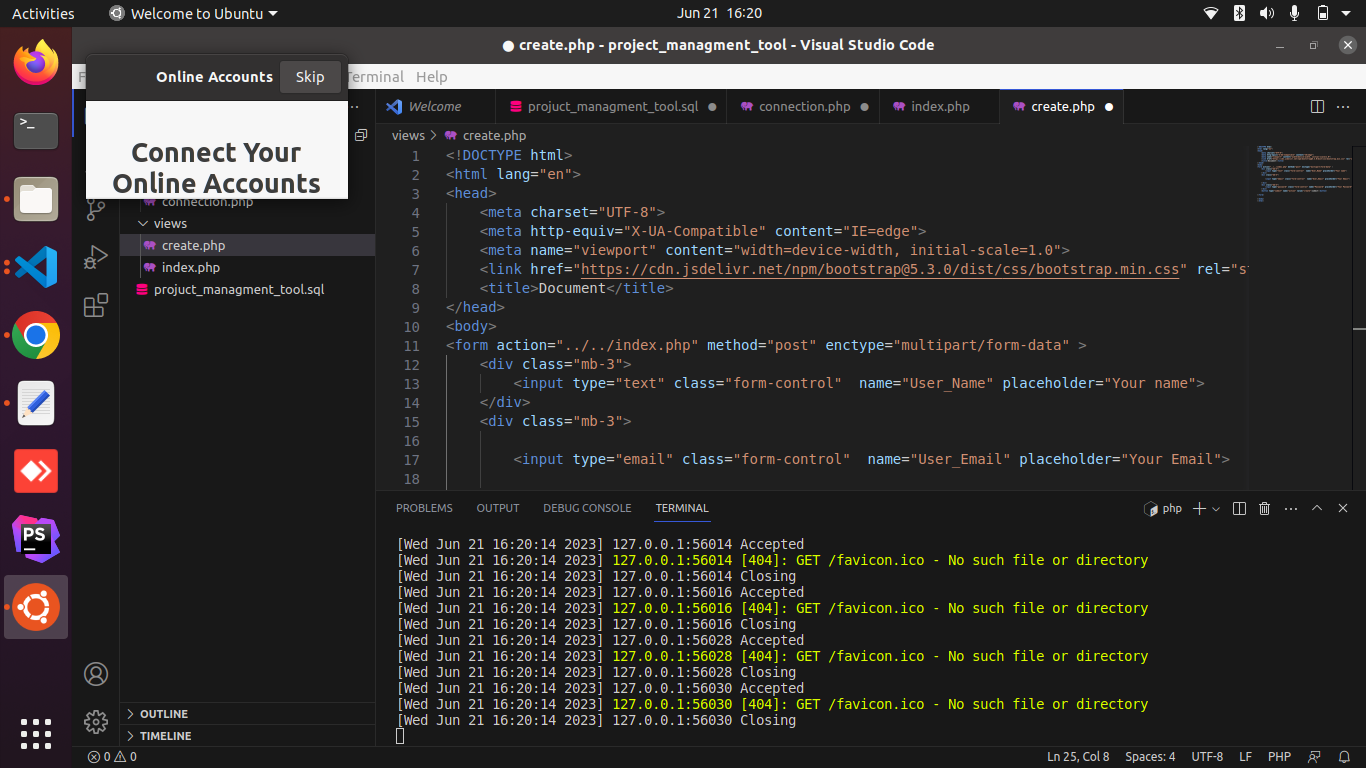 Activities
Welcome to Ubuntu
Jun 21 16:20
● create.php - project_managment_tool - Visual Studio Code
Terminal Help
Online Accounts
Skip
Connect Your
Online Accounts
Welcome
projuct_managment_tool.sql
connection.php
index.php
create.php
views > create.php
connection.php
views
create.php
index.php
projuct_managment_tool.sql
1 <!DOCTYPE html>
2 <html lang="en">
3 <head>
4 <meta charset="UTF-8">
5 <meta http-equiv="X-UA-Compatible" content="IE=edge">
6 <meta name="viewport" content="width=device-width, initial-scale=1.0">
7 <link href="https://cdn.jsdelivr.net/npm/bootstrap@5.3.0/dist/css/bootstrap.min.css" rel="st
8 <title>Document</title>
9 </head>
10 <body>
11 <form action="../../index.php" method="post" enctype="multipart/form-data" >
12 <div class="mb-3">
13 <input type="text" class="form-control"  name="User_Name" placeholder="Your name">
14 </div>
15 <div class="mb-3">
16
17 <input type="email" class="form-control"  name="User_Email" placeholder="Your Email">
18
PROBLEMS OUTPUT DEBUG CONSOLE TERMINAL
php
[Wed Jun 21 16:20:14 2023] 127.0.0.1:56014 Accepted
[Wed Jun 21 16:20:14 2023] 127.0.0.1:56014 [404]: GET /favicon.ico - No such file or directory
[Wed Jun 21 16:20:14 2023] 127.0.0.1:56014 Closing
[Wed Jun 21 16:20:14 2023] 127.0.0.1:56016 Accepted
[Wed Jun 21 16:20:14 2023] 127.0.0.1:56016 [404]: GET /favicon.ico - No such file or directory
[Wed Jun 21 16:20:14 2023] 127.0.0.1:56016 Closing
[Wed Jun 21 16:20:14 2023] 127.0.0.1:56028 Accepted
[Wed Jun 21 16:20:14 2023] 127.0.0.1:56028 [404]: GET /favicon.ico - No such file or directory
[Wed Jun 21 16:20:14 2023] 127.0.0.1:56028 Closing
[Wed Jun 21 16:20:14 2023] 127.0.0.1:56030 Accepted
[Wed Jun 21 16:20:14 2023] 127.0.0.1:56030 [404]: GET /favicon.ico - No such file or directory
[Wed Jun 21 16:20:14 2023] 127.0.0.1:56030 Closing
OUTLINE
TIMELINE
PS
0 0
Ln 25, Col 8 Spaces: 4 UTF-8 LF PHP